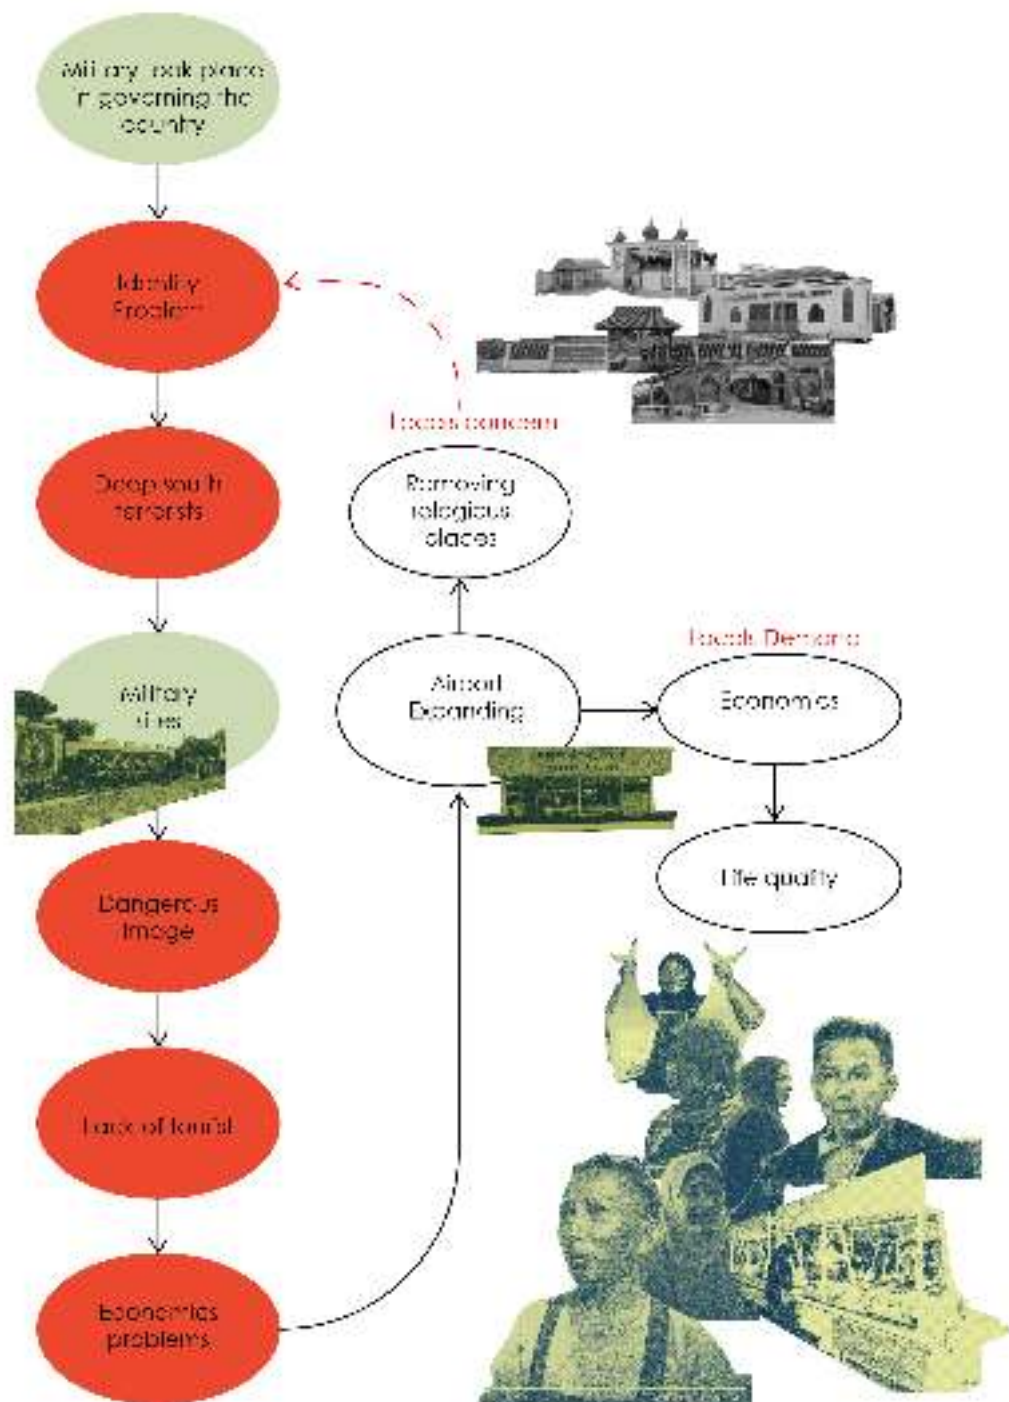 Military took place
in governing the
country
Identity
Problem
Deep south
terrorists
Military
sites
Dangerous
Image
Lack of tourist
Economics
problems
Locals concern
Removing
religious
places
Airport
Expanding
Locals Demand
Economics
Life quality